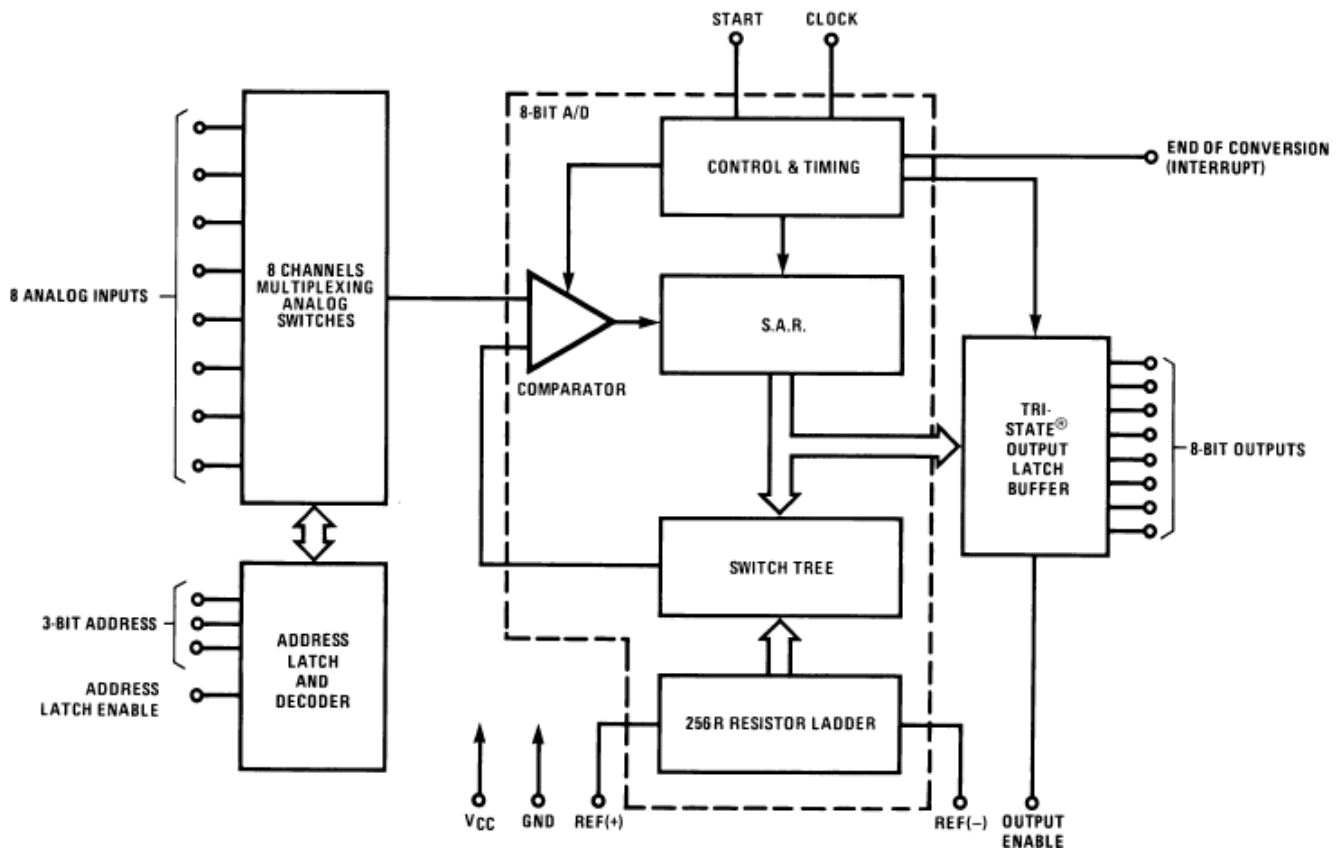 START
CLOCK
8-BIT A/D
CONTROL & TIMING
END OF CONVERSION
(INTERRUPT)
8 ANALOG INPUTS
8 CHANNELS
MULTIPLEXING
ANALOG
SWITCHES
S.A.R.
COMPARATOR
TRI-
STATE®
OUTPUT
LATCH
BUFFER
8-BIT OUTPUTS
SWITCH TREE
3-BIT ADDRESS
ADDRESS
LATCH ENABLE
ADDRESS
LATCH
AND
DECODER
256R RESISTOR LADDER
VCC
GND
REF(+)
REF(−)
OUTPUT
ENABLE